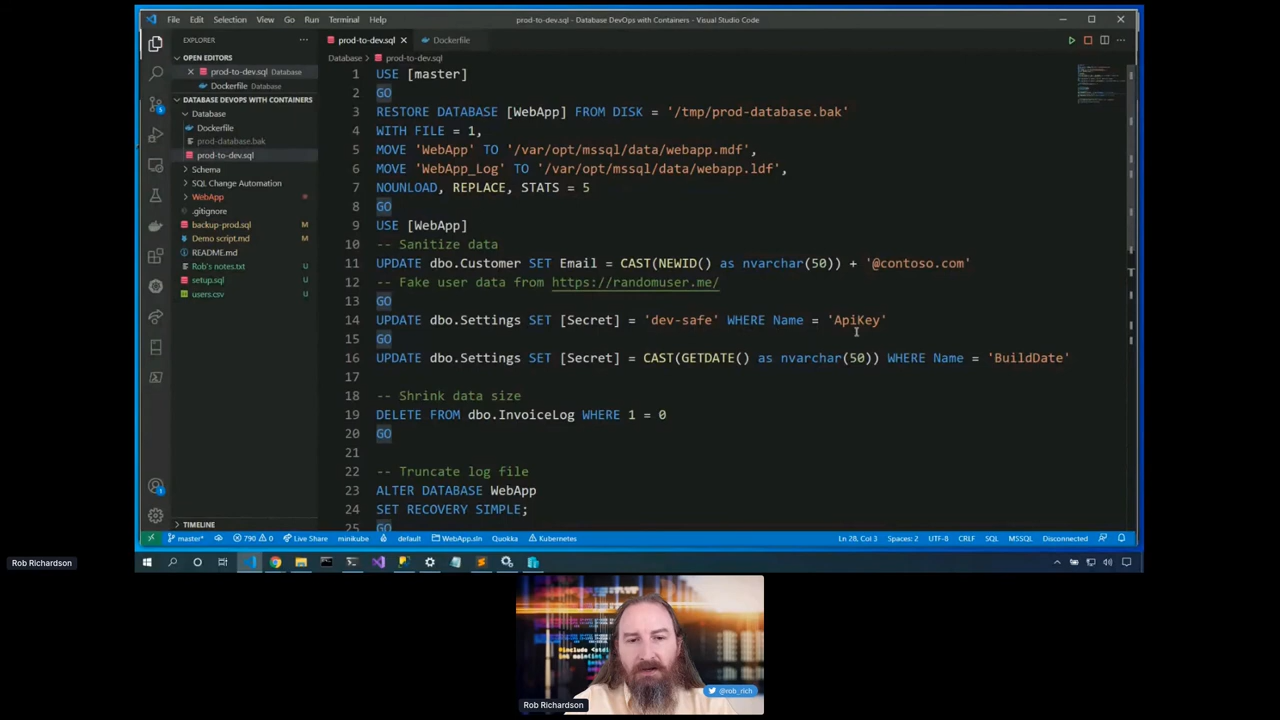 File Edit Selection View Go Run Terminal Help
prod-to-dev.sql - Database DevOps with Containers - Visual Studio Code
EXPLORER
OPEN EDITORS
prod-to-dev.sql Database
Dockerfile Database
DATABASE DEVOPS WITH CONTAINERS
Database
Dockerfile
prod-database.bak
prod-to-dev.sql
Schema
SQL Change Automation
WebApp
.gitignore
backup-prod.sql M
Demo script.md M
README.md
Rob's notes.txt
setup.sql
users.csv
TIMELINE
prod-to-dev.sql
Dockerfile
Database > prod-to-dev.sql
1 USE [master]
2 GO
3 RESTORE DATABASE [WebApp] FROM DISK = '/tmp/prod-database.bak'
4 WITH FILE = 1,
5 MOVE 'WebApp' TO '/var/opt/mssql/data/webapp.mdf',
6 MOVE 'WebApp_Log' TO '/var/opt/mssql/data/webapp.ldf',
7 NOUNLOAD, REPLACE, STATS = 5
8 GO
9 USE [WebApp]
10 -- Sanitize data
11 UPDATE dbo.Customer SET Email = CAST(NEWID() as nvarchar(50)) + '@contoso.com'
12 -- Fake user data from https://randomuser.me/
13 GO
14 UPDATE dbo.Settings SET [Secret] = 'dev-safe' WHERE Name = 'ApiKey'
15 GO
16 UPDATE dbo.Settings SET [Secret] = CAST(GETDATE() as nvarchar(50)) WHERE Name = 'BuildDate'
17
18 -- Shrink data size
19 DELETE FROM dbo.InvoiceLog WHERE 1 = 0
20 GO
21
22 -- Truncate log file
23 ALTER DATABASE WebApp
24 SET RECOVERY SIMPLE;
25 GO
master* 790 0 Live Share minikube default WebApp.sln Quokka Kubernetes
Ln 28, Col 3 Spaces: 2 UTF-8 CRLF SQL MSSQL Disconnected
Rob Richardson
@rob_rich
Rob Richardson